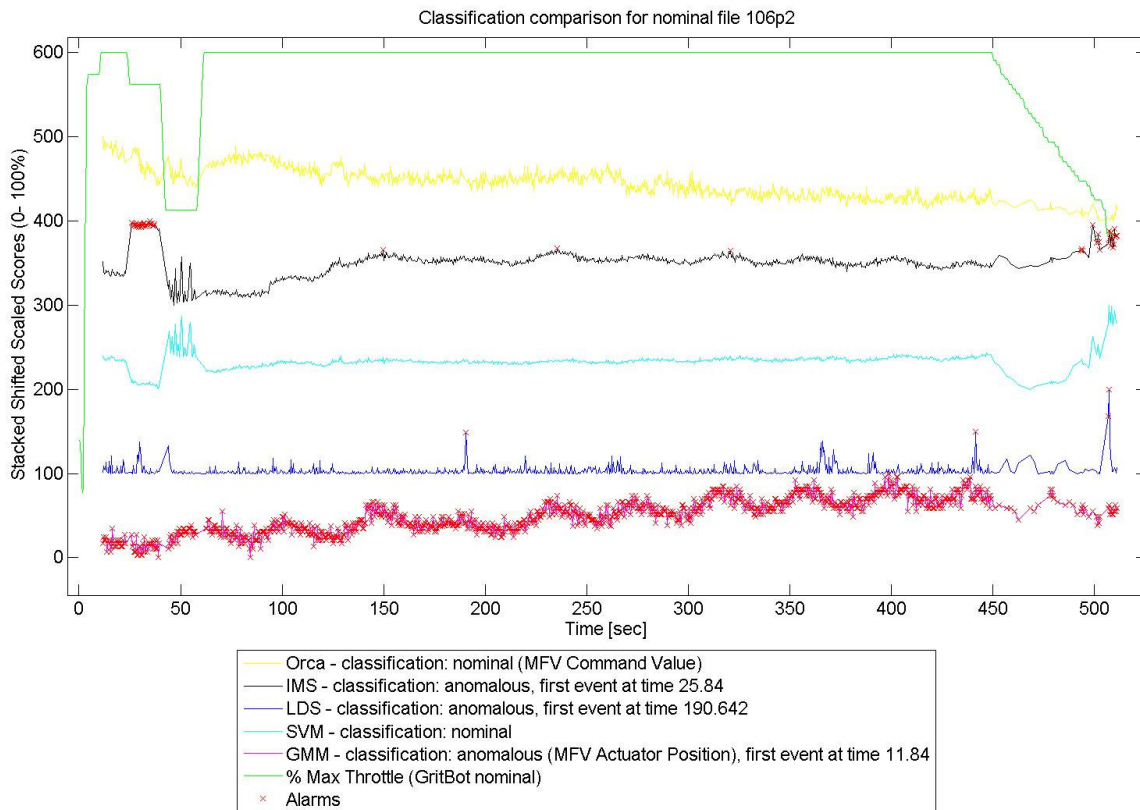 Classification comparison for nominal file 106p2
Stacked Shifted Scaled Scores (0- 100%)
600
500
400
300
200
100
0
0 50 100 150 200 250 300 350 400 450 500
Time [sec]
Orca - classification: nominal (MFV Command Value)
IMS - classification: anomalous, first event at time 25.84
LDS - classification: anomalous, first event at time 190.642
SVM - classification: nominal
GMM - classification: anomalous (MFV Actuator Position), first event at time 11.84
% Max Throttle (GritBot nominal)
Alarms